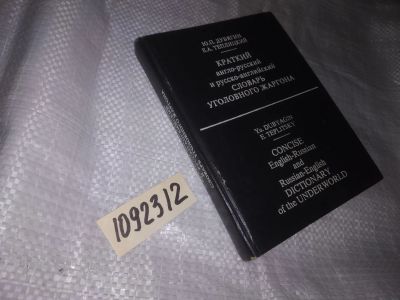 Ю.П. ДУБЯГИН
Е.А. ТЕПЛИЦКИЙ
КРАТКИЙ
англо-русский
и русско-английский
СЛОВАРЬ
УГОЛОВНОГО ЖАРГОНА
Yu. DUBYAGIN
E. TEPLITSKY
CONCISE
English-Russian
and
Russian-English
DICTIONARY
of the UNDERWORLD
1092312